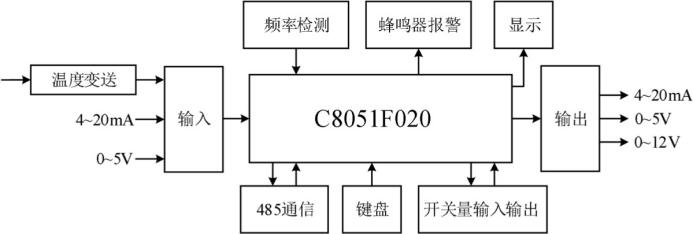 频率检测
蜂鸣器报警
显示
温度变送
4~20mA
0~5V
输入
C8051F020
输出
4~20mA
0~5V
0~12V
485通信
键盘
开关量输入输出